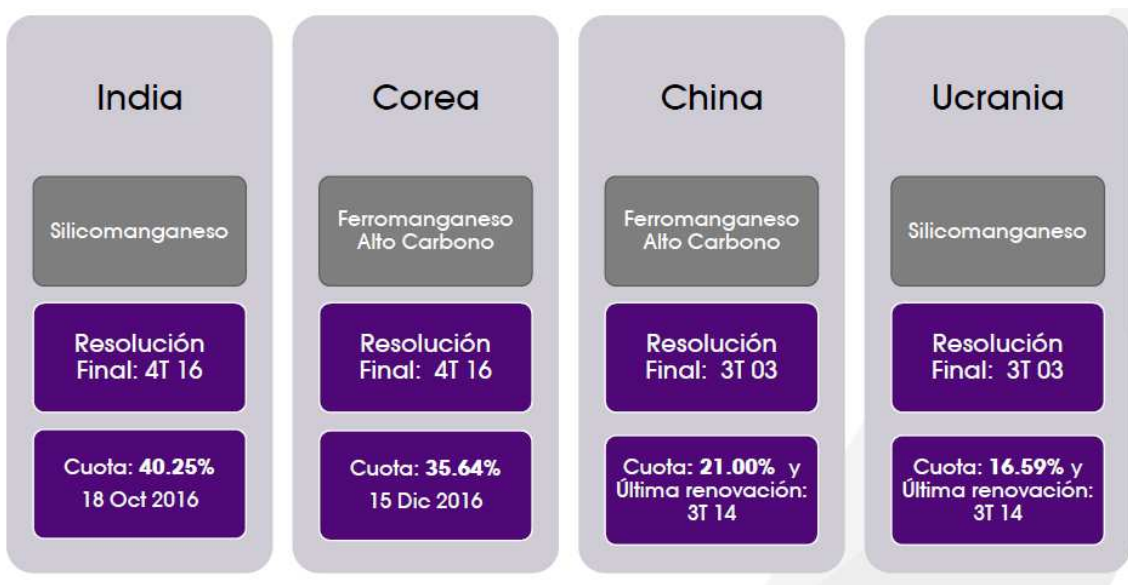 India
Silicomanganeso
Resolución
Final: 4T 16
Cuota: 40.25%
18 Oct 2016
Corea
Ferromanganeso
Alto Carbono
Resolución
Final: 4T 16
Cuota: 35.64%
15 Dic 2016
China
Ferromanganeso
Alto Carbono
Resolución
Final: 3T 03
Cuota: 21.00% y
Última renovación:
3T 14
Ucrania
Silicomanganeso
Resolución
Final: 3T 03
Cuota: 16.59% y
Última renovación:
3T 14